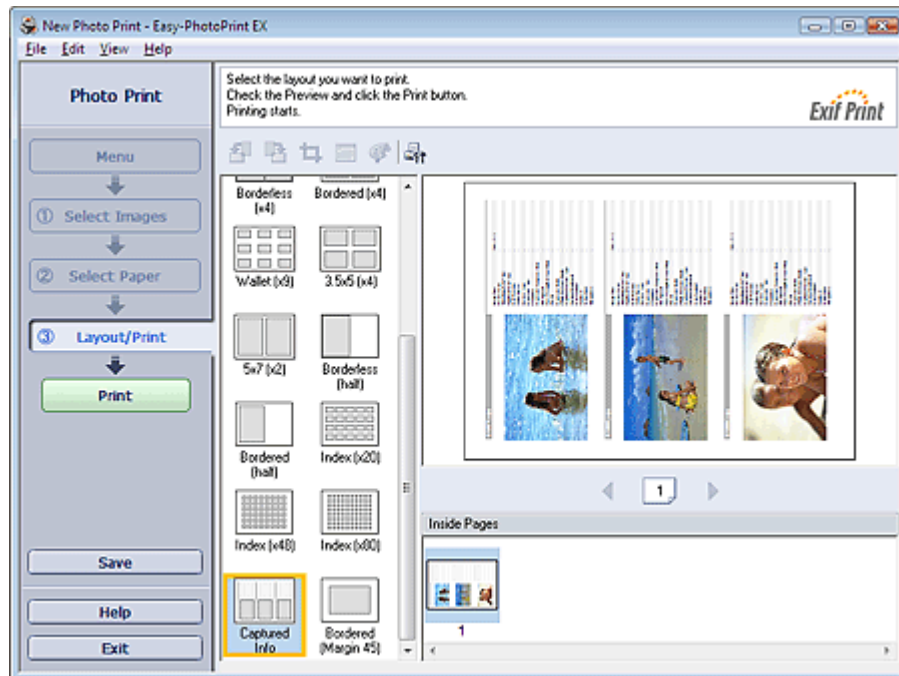 New Photo Print - Easy-PhotoPrint EX
File Edit View Help
Photo Print
Select the layout you want to print.
Check the Preview and click the Print button.
Printing starts.
Exif Print
Menu
① Select Images
② Select Paper
③ Layout/Print
Print
Save
Help
Exit
Borderless
(x4)
Bordered (x4)
Wallet (x9)
3.5x5 (x4)
5x7 (x2)
Borderless
(half)
Bordered
(half)
Index (x20)
Index (x48)
Index (x80)
Captured
Info
Bordered
(Margin 45)
1
Inside Pages
1